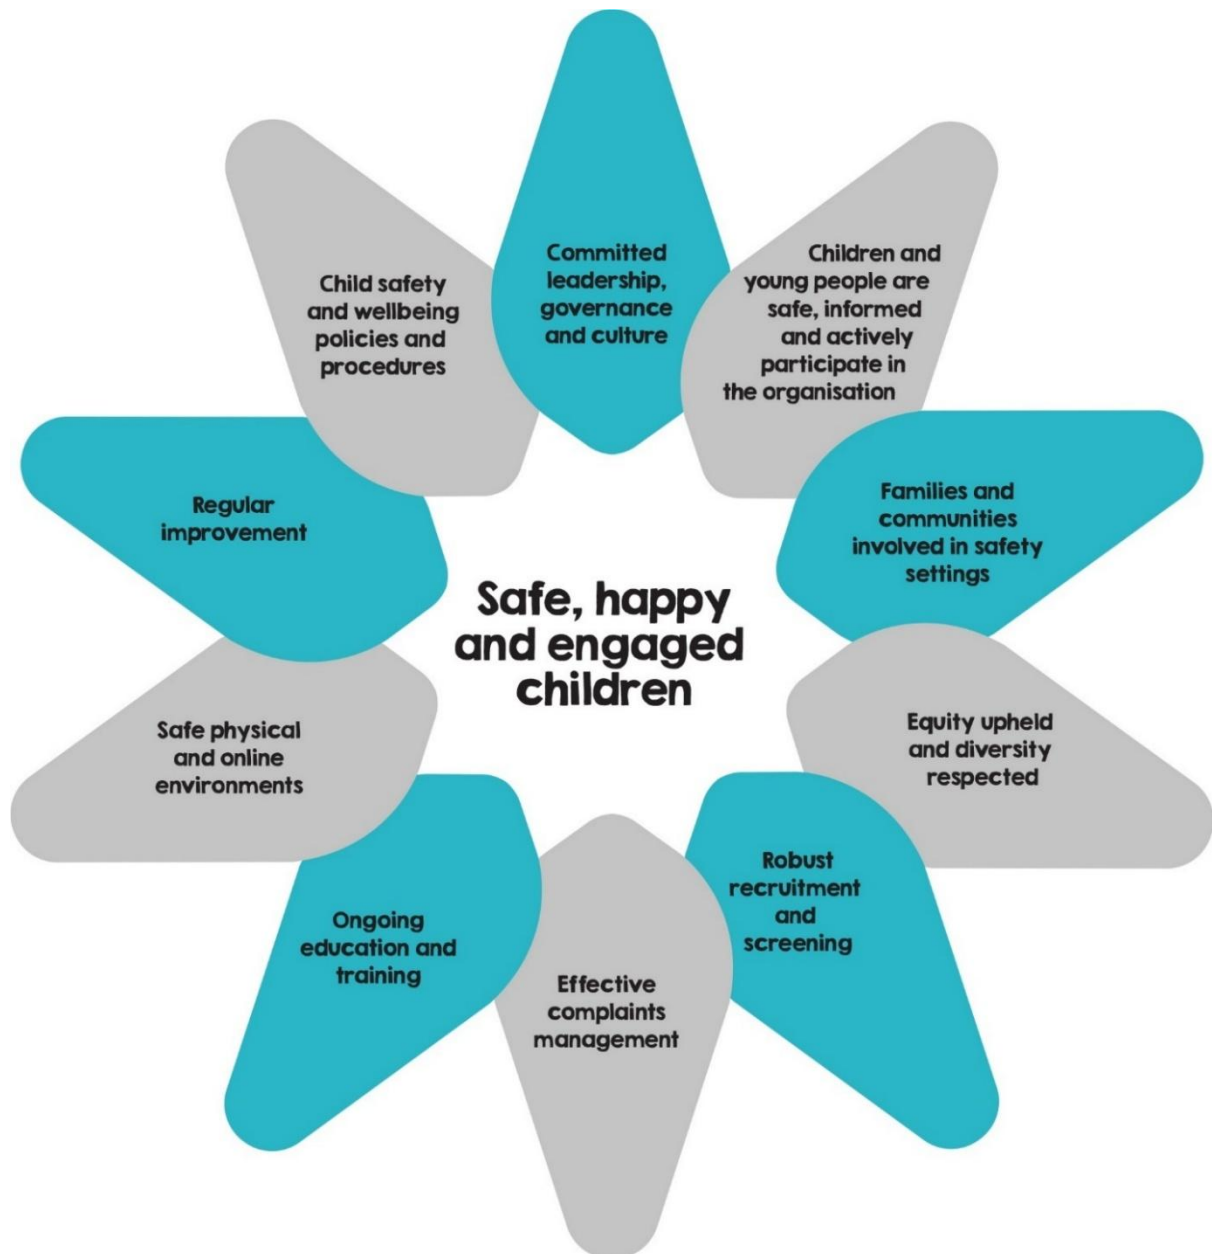 Committed
leadership,
governance
and culture
Children and
young people are
safe, informed
and actively
participate in
the organisation
Families and
communities
involved in safety
settings
Equity upheld
and diversity
respected
Robust
recruitment
and
screening
Effective
complaints
management
Ongoing
education and
training
Safe physical
and online
environments
Regular
improvement
Child safety
and wellbeing
policies and
procedures
Safe, happy
and engaged
children